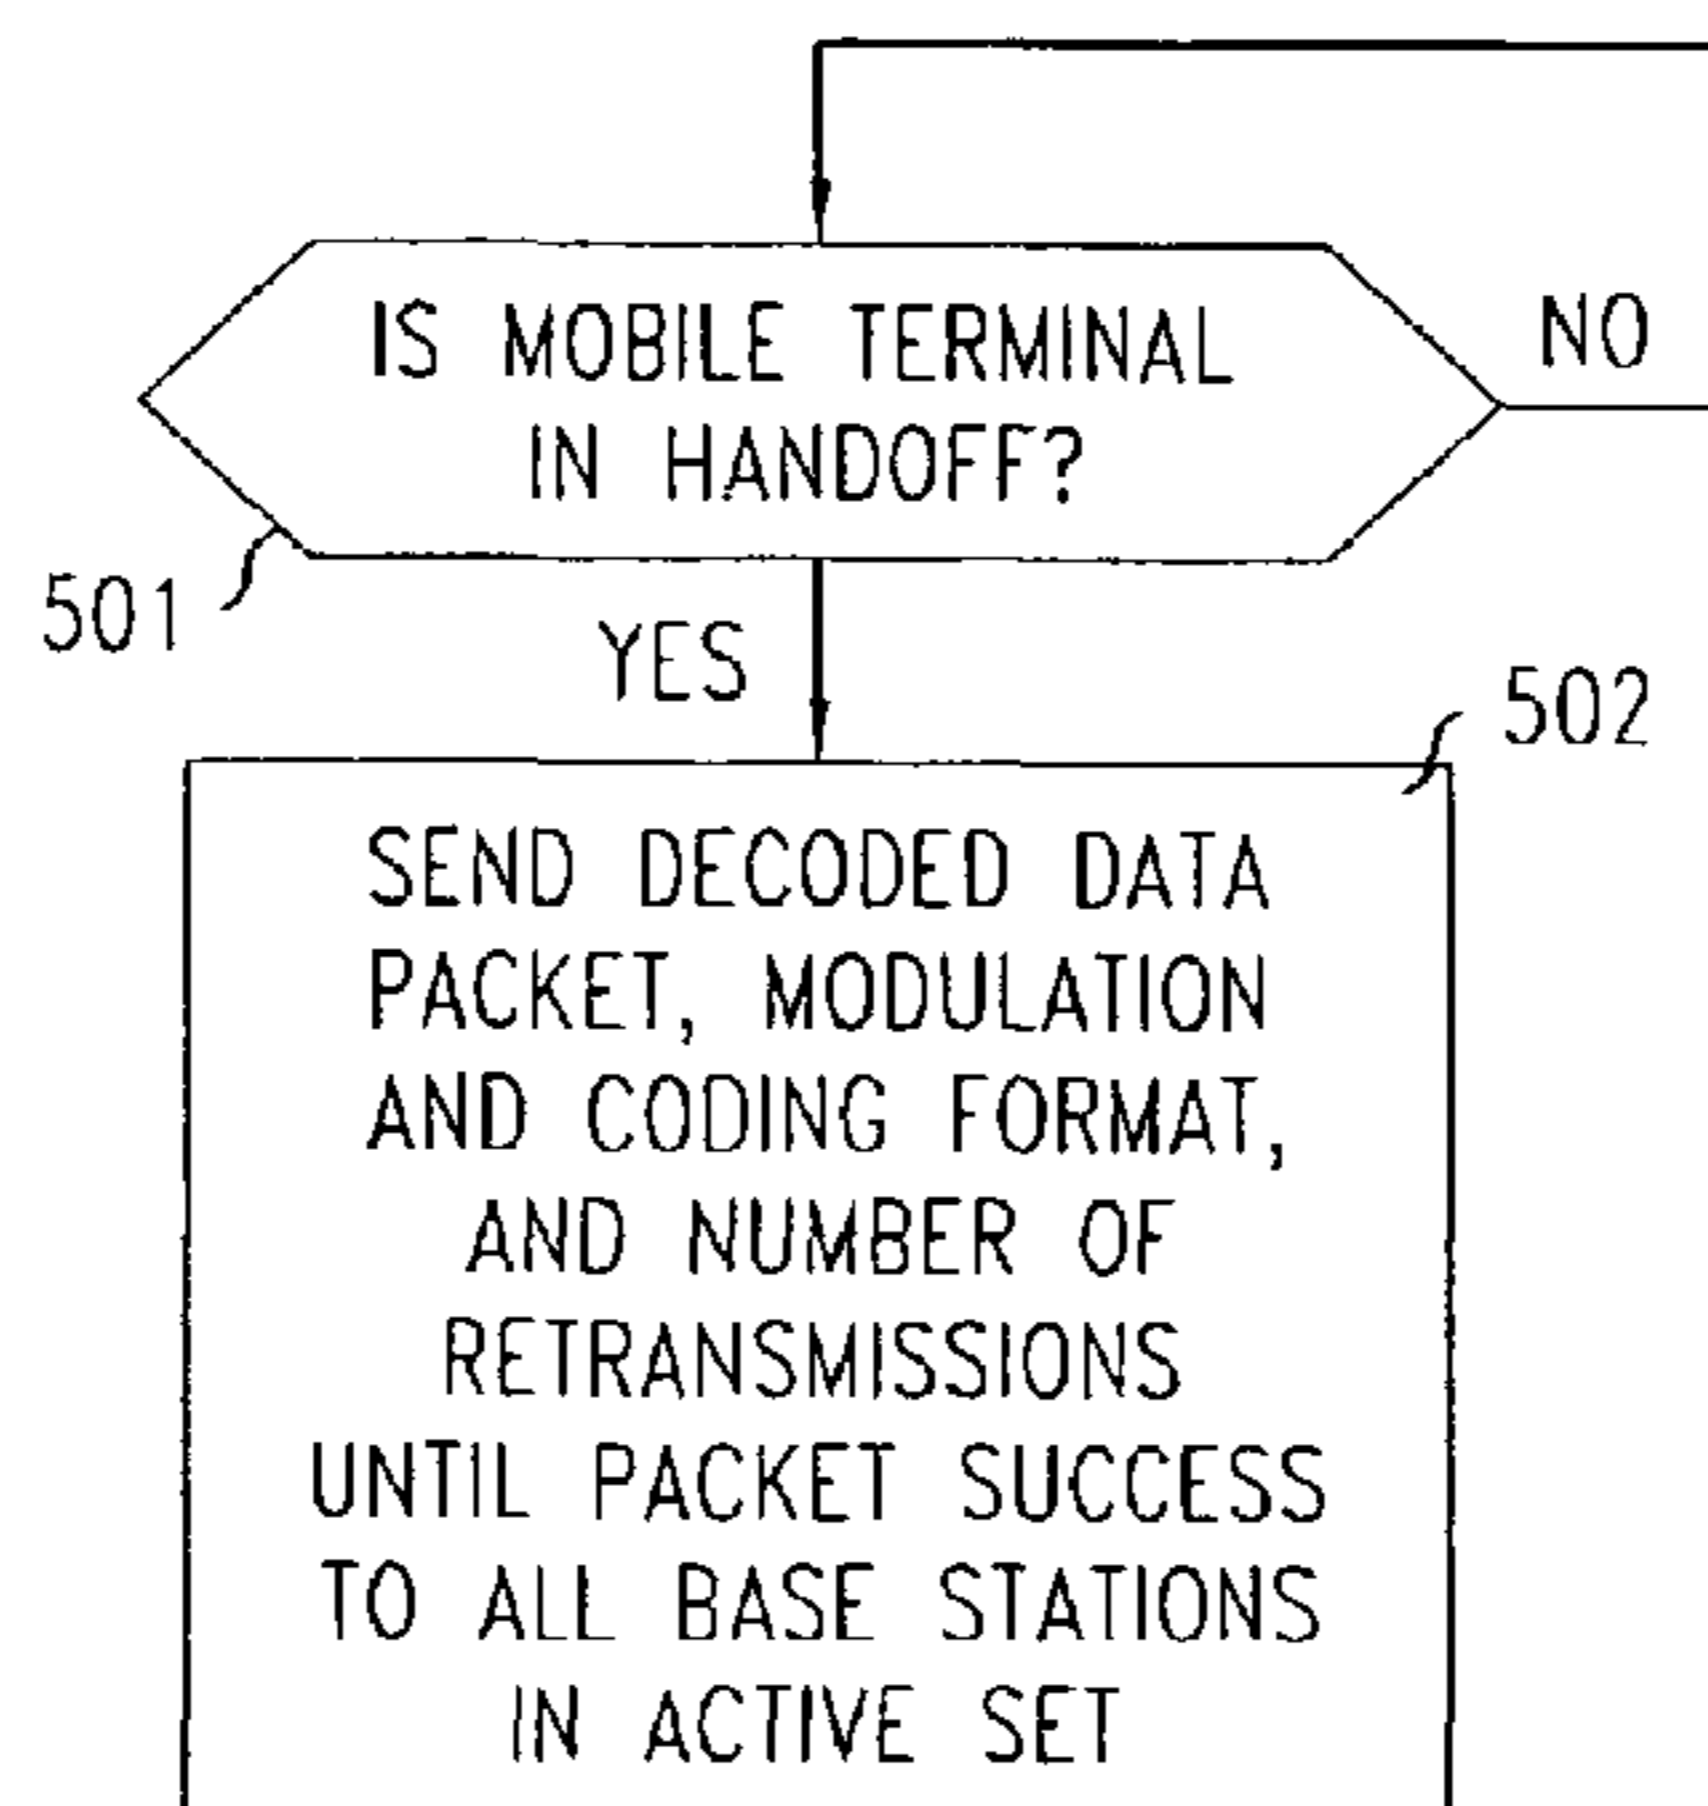 IS MOBILE TERMINAL
IN HANDOFF?
NO
501
YES
502
SEND DECODED DATA
PACKET, MODULATION
AND CODING FORMAT,
AND NUMBER OF
RETRANSMISSIONS
UNTIL PACKET SUCCESS
TO ALL BASE STATIONS
IN ACTIVE SET